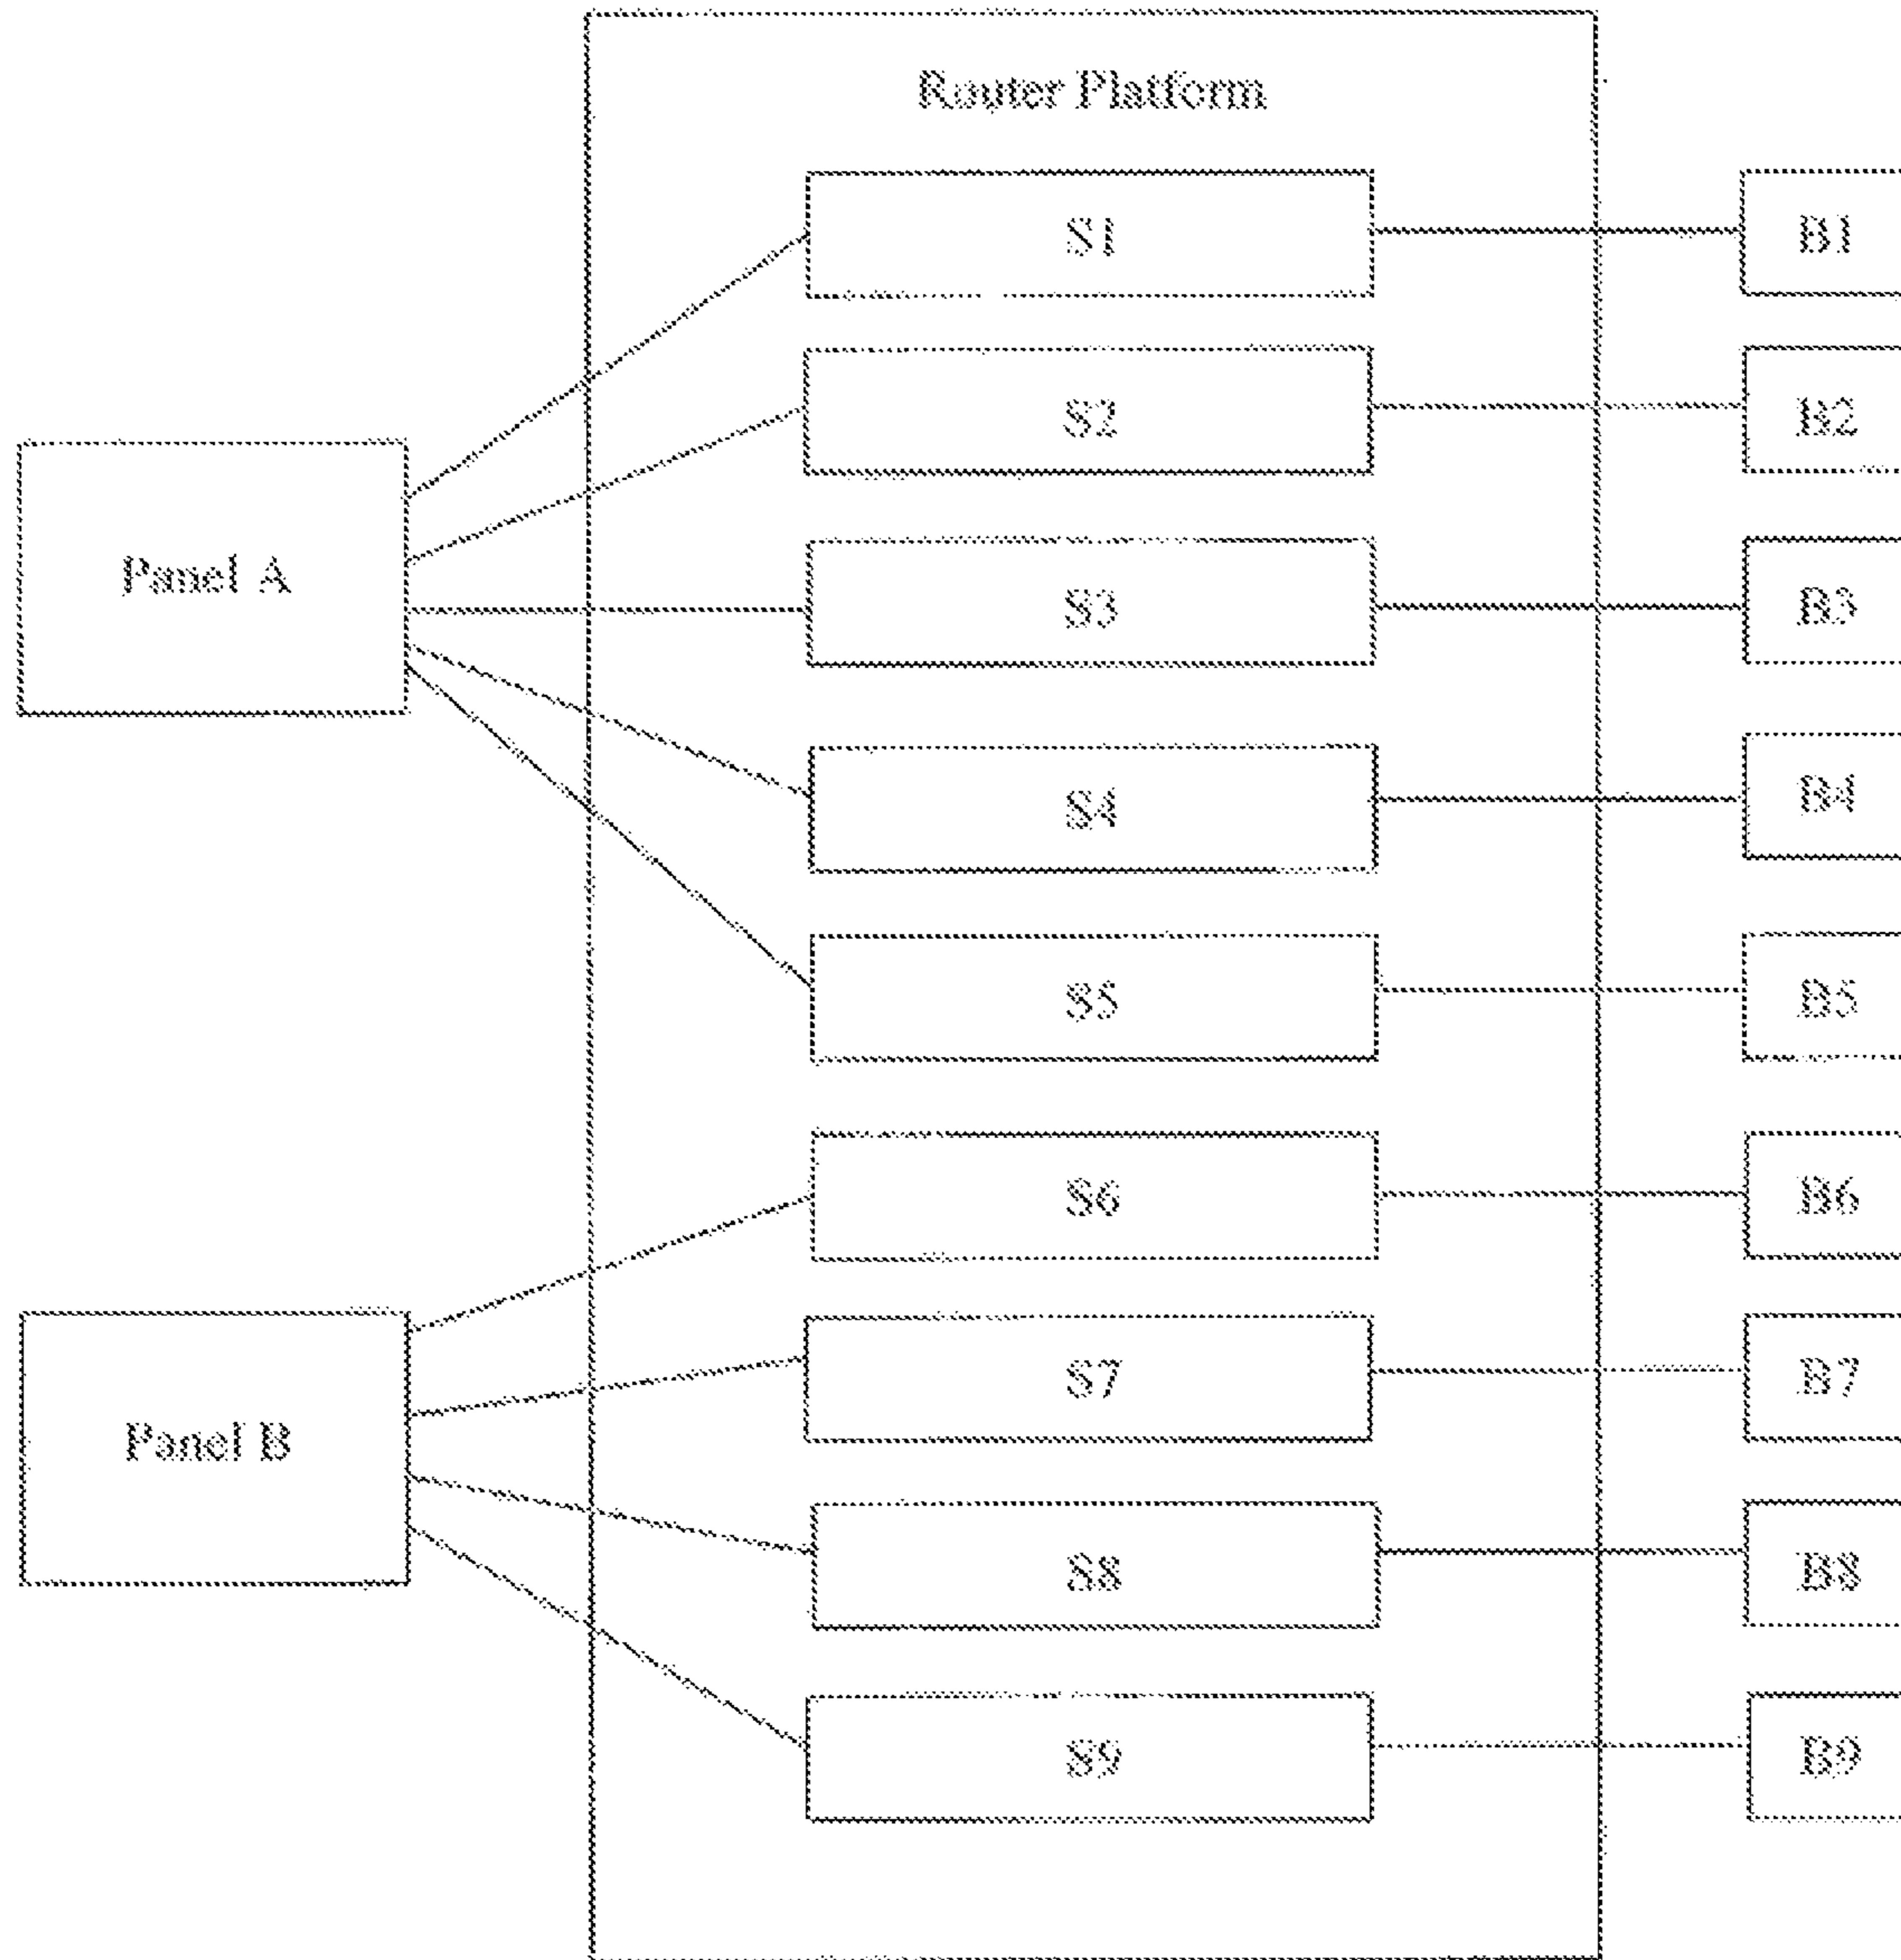 Router Platform
S1
B1
S2
B2
Panel A
S3
B3
S4
B4
S5
B5
S6
B6
Panel B
S7
B7
S8
B8
S9
B9